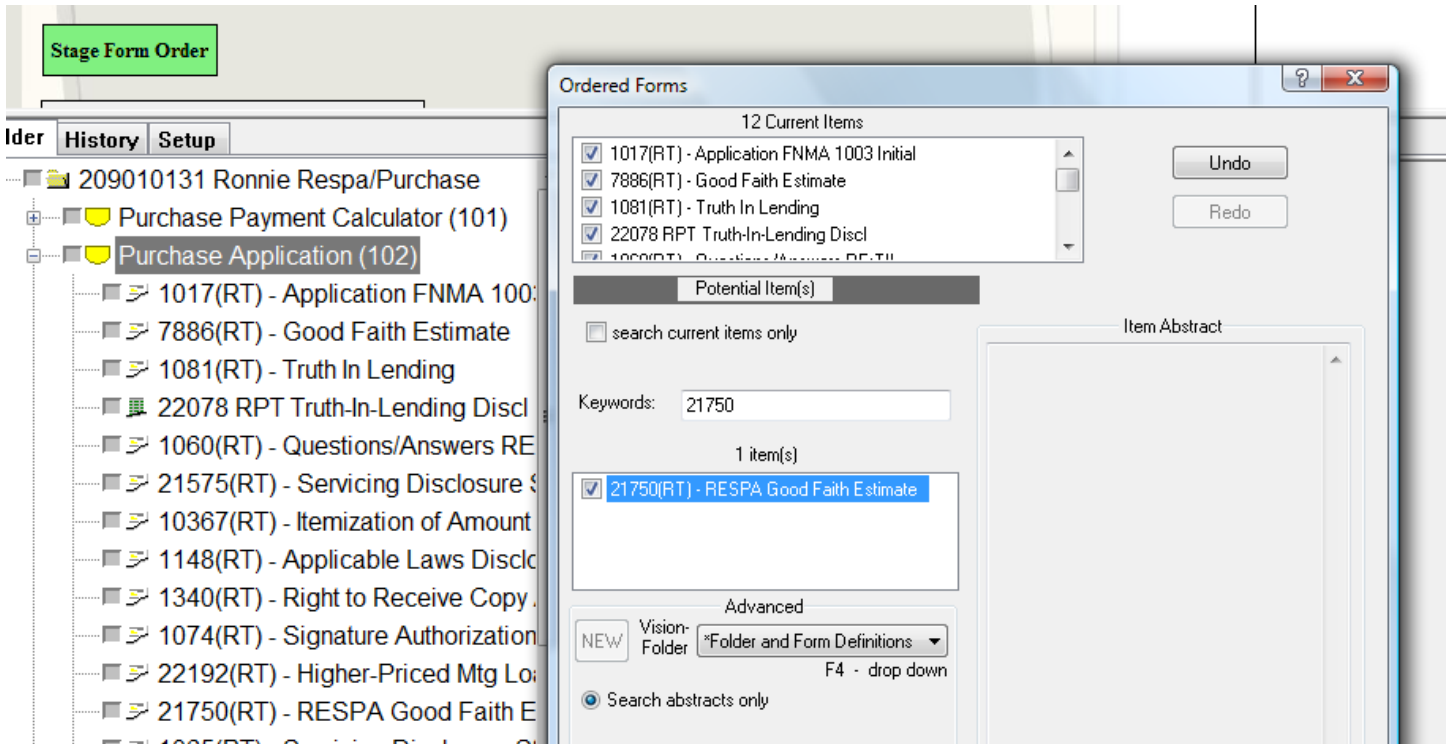 Stage Form Order
lder History Setup
209010131 Ronnie Respa/Purchase
Purchase Payment Calculator (101)
Purchase Application (102)
1017(RT) - Application FNMA 100
7886(RT) - Good Faith Estimate
1081(RT) - Truth In Lending
22078 RPT Truth-In-Lending Discl
1060(RT) - Questions/Answers RE
21575(RT) - Servicing Disclosure
10367(RT) - Itemization of Amount
1148(RT) - Applicable Laws Disclo
1340(RT) - Right to Receive Copy
1074(RT) - Signature Authorization
22192(RT) - Higher-Priced Mtg Loa
21750(RT) - RESPA Good Faith E
Ordered Forms
12 Current Items
1017(RT) - Application FNMA 1003 Initial
7886(RT) - Good Faith Estimate
1081(RT) - Truth In Lending
22078 RPT Truth-In-Lending Discl
1060(RT) - Questions/Answers RE:TIL
Undo
Redo
Potential Item(s)
search current items only
Item Abstract
Keywords: 21750
1 item(s)
21750(RT) - RESPA Good Faith Estimate
Advanced
NEW
Vision-
Folder
*Folder and Form Definitions
F4 - drop down
Search abstracts only